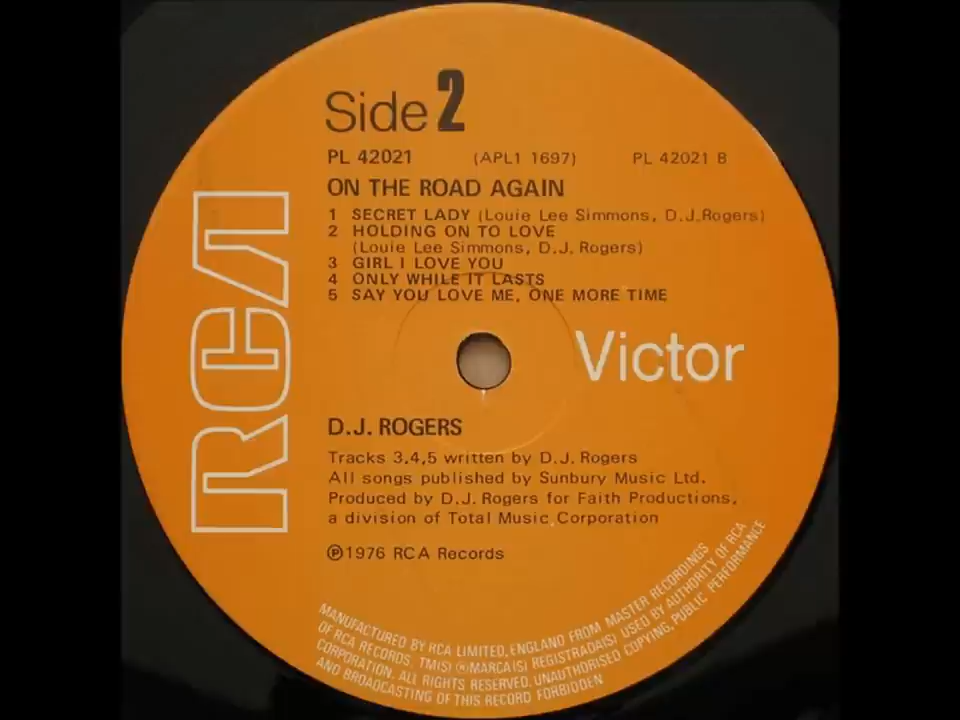 Side 2
PL 42021 (APL1 1697) PL 42021 B
ON THE ROAD AGAIN
1 SECRET LADY (Louie Lee Simmons, D.J.Rogers)
2 HOLDING ON TO LOVE
(Louie Lee Simmons, D.J. Rogers)
3 GIRL I LOVE YOU
4 ONLY WHILE IT LASTS
5 SAY YOU LOVE ME, ONE MORE TIME
RCA
Victor
D.J. ROGERS
Tracks 3,4,5 written by D.J. Rogers
All songs published by Sunbury Music Ltd.
Produced by D.J. Rogers for Faith Productions,
a division of Total Music Corporation
℗1976 RCA Records
MANUFACTURED BY RCA LIMITED, ENGLAND FROM MASTER RECORDINGS
OF RCA RECORDS. TM(S) ® MARCA(S) REGISTRADA(S) USED BY AUTHORITY OF RCA
CORPORATION. ALL RIGHTS RESERVED. UNAUTHORISED COPYING, PUBLIC PERFORMANCE
AND BROADCASTING OF THIS RECORD FORBIDDEN